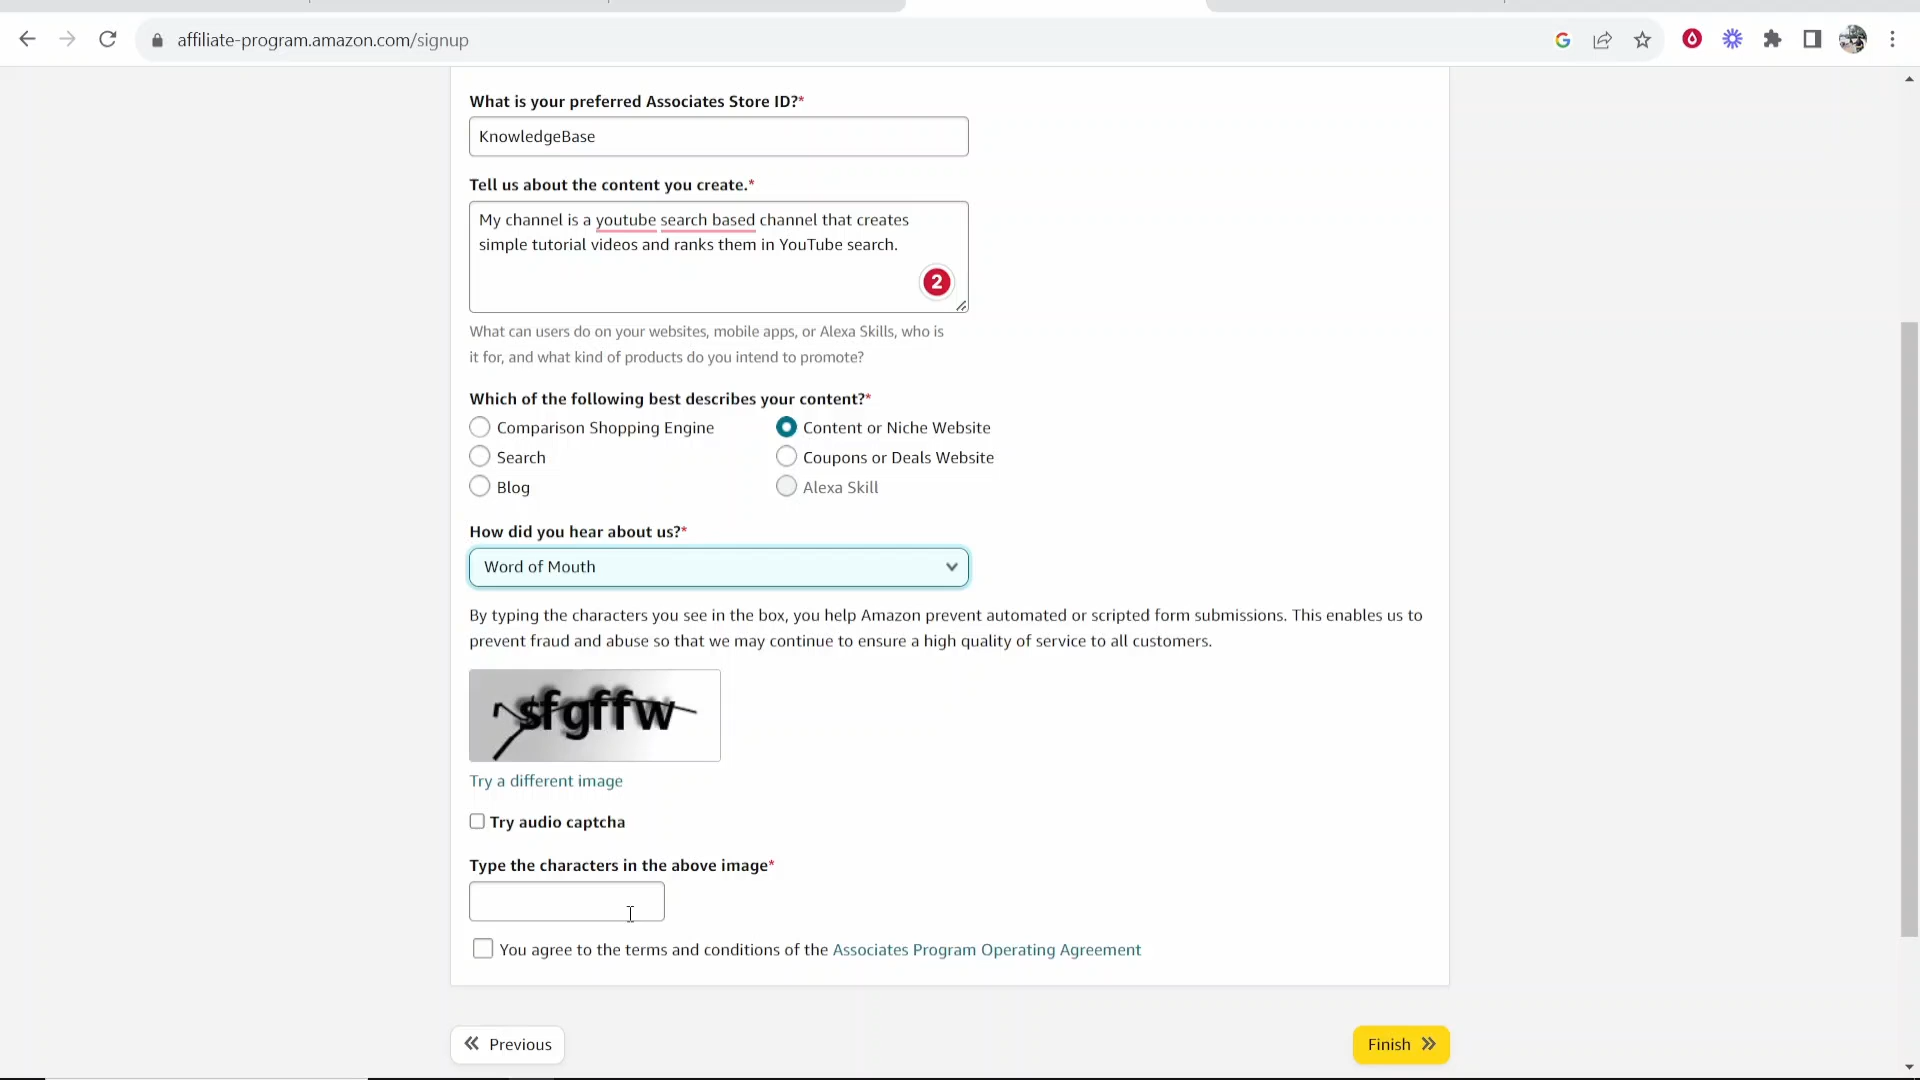 affiliate-program.amazon.com/signup
What is your preferred Associates Store ID?*
KnowledgeBase
Tell us about the content you create.*
My channel is a youtube search based channel that creates
simple tutorial videos and ranks them in YouTube search.
2
What can users do on your websites, mobile apps, or Alexa Skills, who is
it for, and what kind of products do you intend to promote?
Which of the following best describes your content?*
Comparison Shopping Engine
Content or Niche Website
Search
Coupons or Deals Website
Blog
Alexa Skill
How did you hear about us?*
Word of Mouth
By typing the characters you see in the box, you help Amazon prevent automated or scripted form submissions. This enables us to
prevent fraud and abuse so that we may continue to ensure a high quality of service to all customers.
sfgffw
Try a different image
Try audio captcha
Type the characters in the above image*
You agree to the terms and conditions of the Associates Program Operating Agreement
Previous
Finish